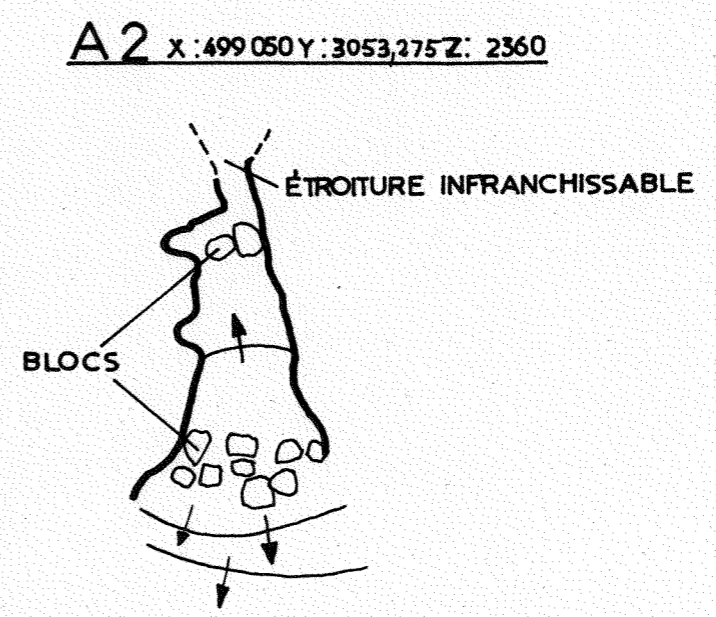 A2 X:499 050 Y:3053,275 Z: 2360
ÉTROITURE INFRANCHISSABLE
BLOCS